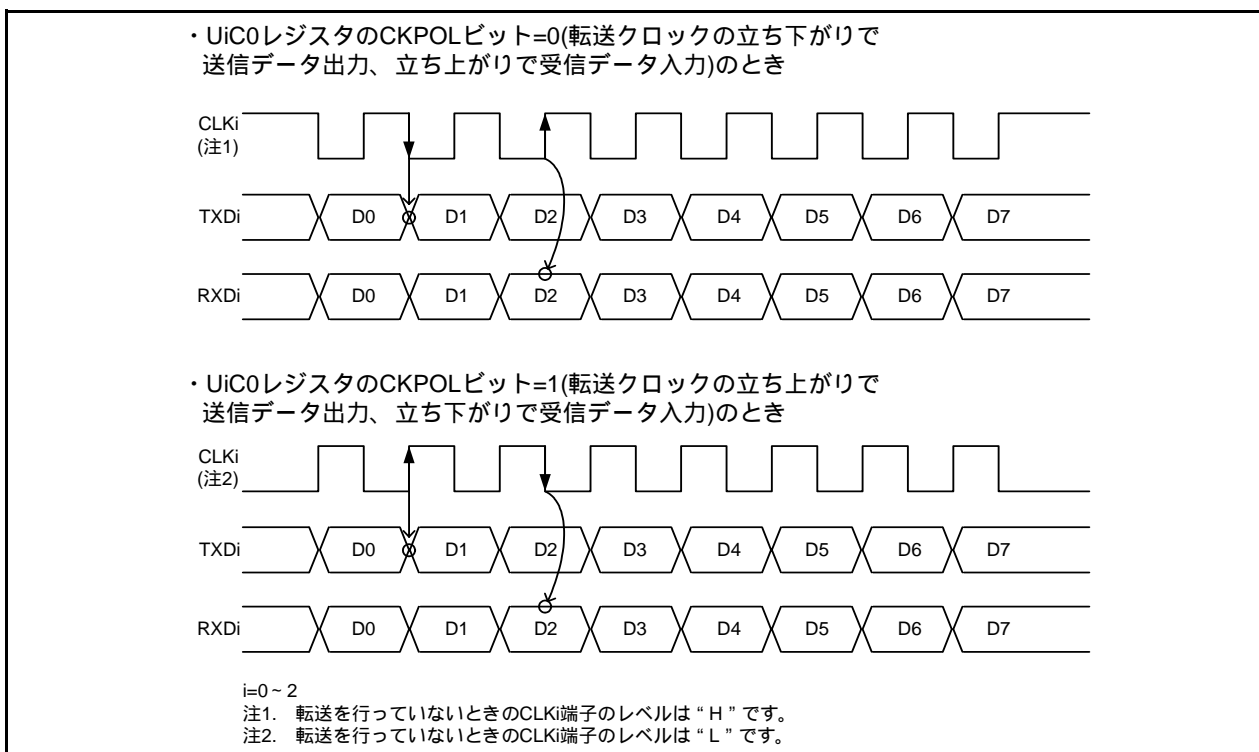 ・UiC0レジスタのCKPOLビット=0(転送クロックの立ち下がりで
送信データ出力、立ち上がりで受信データ入力)のとき
CLKi
(注1)
TXDi D0 D1 D2 D3 D4 D5 D6 D7
RXDi D0 D1 D2 D3 D4 D5 D6 D7
・UiC0レジスタのCKPOLビット=1(転送クロックの立ち上がりで
送信データ出力、立ち下がりで受信データ入力)のとき
CLKi
(注2)
TXDi D0 D1 D2 D3 D4 D5 D6 D7
RXDi D0 D1 D2 D3 D4 D5 D6 D7
i=0~2
注1. 転送を行っていないときのCLKi端子のレベルは“H”です。
注2. 転送を行っていないときのCLKi端子のレベルは“L”です。